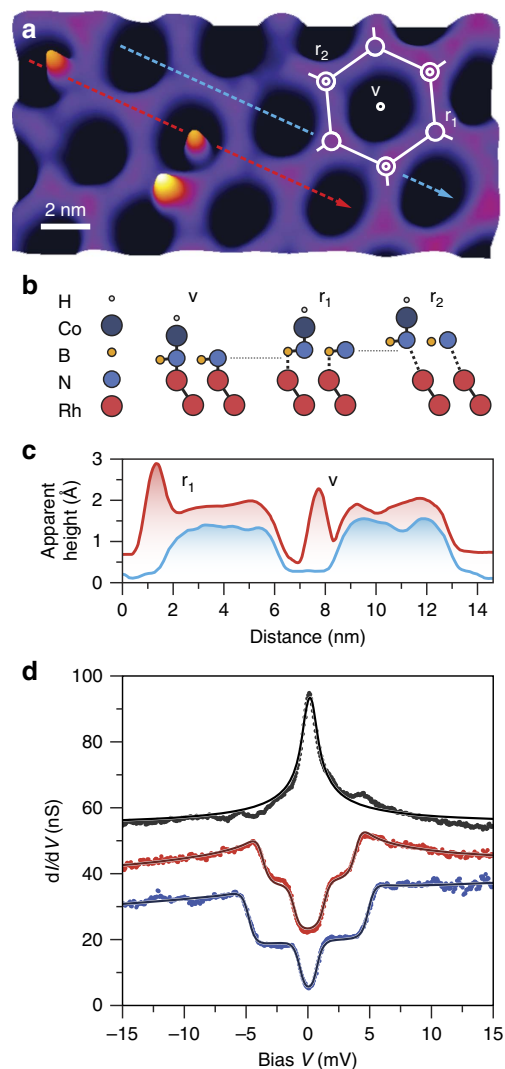 a
r2
v
r1
2 nm
b
H
v
r1
r2
Co
B
N
Rh
c
3
2
1
0
Apparent
height (Å)
r1
v
0
2
4
6
8
10
12
14
Distance (nm)
d
100
80
60
40
20
0
dI/dV (nS)
–15
–10
–5
0
5
10
15
Bias V (mV)